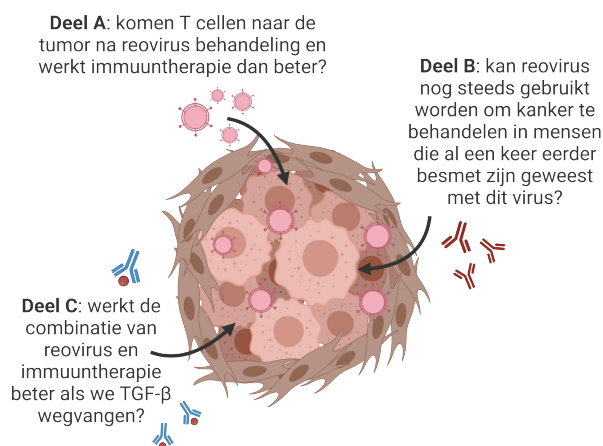 Deel A: komen T cellen naar de
tumor na reovirus behandeling en
werkt immuuntherapie dan beter?
Deel B: kan reovirus
nog steeds gebruikt
worden om kanker te
behandelen in mensen
die al een keer eerder
besmet zijn geweest
met dit virus?
Deel C: werkt de
combinatie van
reovirus en
immuuntherapie
beter als we TGF-β
wegvangen?